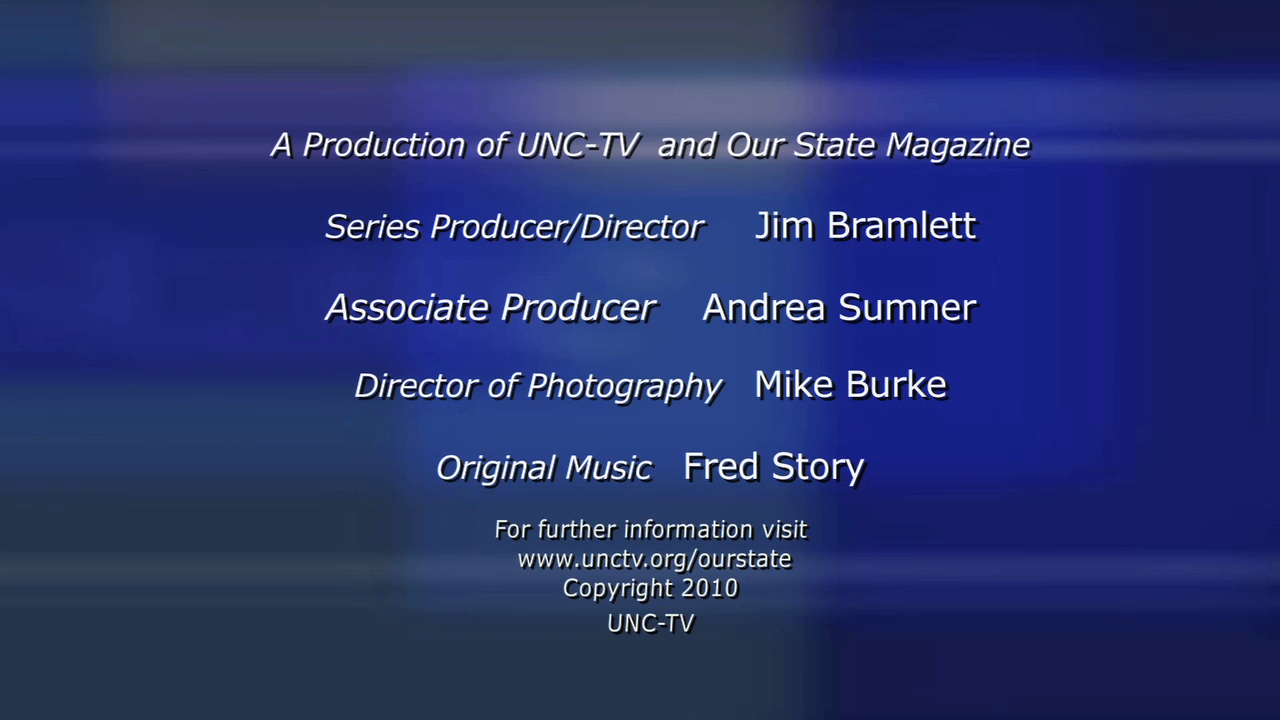 A Production of UNC-TV and Our State Magazine
Series Producer/Director Jim Bramlett
Associate Producer Andrea Sumner
Director of Photography Mike Burke
Original Music Fred Story
For further information visit
www.unctv.org/ourstate
Copyright 2010
UNC-TV